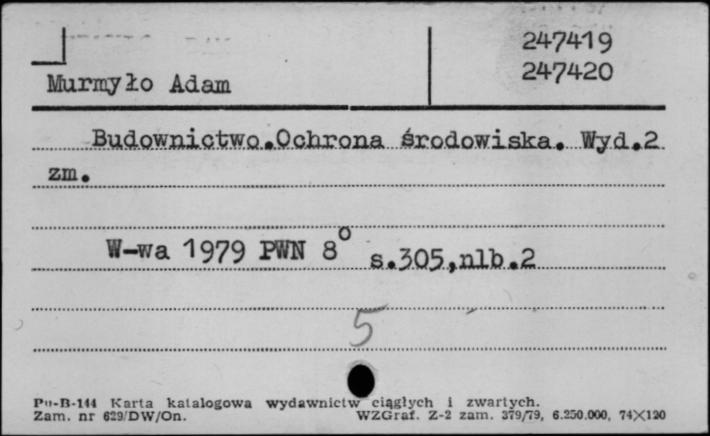 247419
247420
Murmyło Adam
Budownictwo.Ochrona środowiska. Wyd.2
zm.
W-wa 1979 PWN 8° s.305,nlb.2
5
Pu-B-144 Karta katalogowa wydawnictw ciągłych i zwartych.
Zam. nr 629/DW/On. WZGraf. Z-2 zam. 379/79, 6.250.000, 74×120